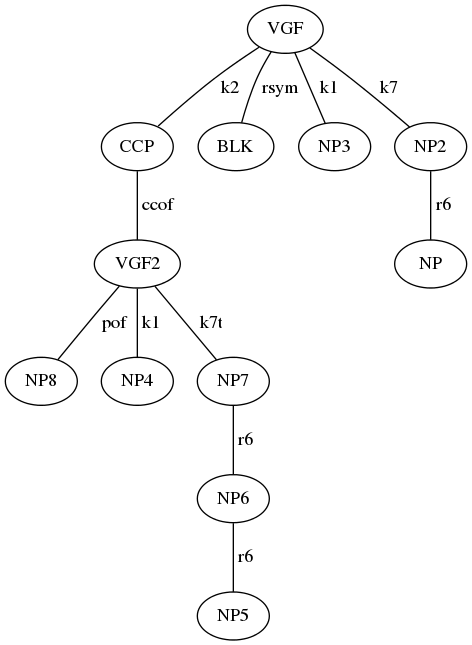 VGF
k2 rsym k1 k7
CCP BLK NP3 NP2
ccof r6
VGF2 NP
pof k1 k7t
NP8 NP4 NP7
r6
NP6
r6
NP5